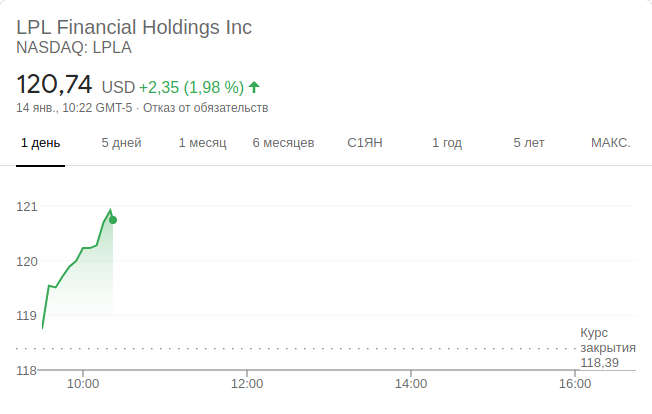 LPL Financial Holdings Inc
NASDAQ: LPLA
120,74 USD +2,35 (1,98 %)
14 янв., 10:22 GMT-5 · Отказ от обязательств
1 день 5 дней 1 месяц 6 месяцев С1ЯН 1 год 5 лет МАКС.
121
120
119
Курс
закрытия
118,39
118
10:00 12:00 14:00 16:00